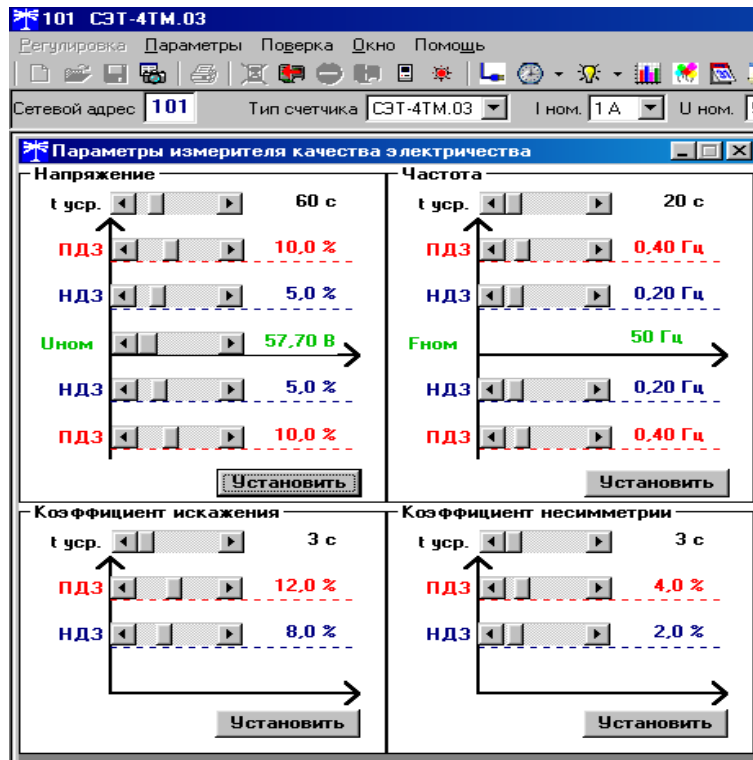 101 СЭТ-4ТМ.03
Регулировка Параметры Поверка Окно Помощь
Сетевой адрес 101 Тип счетчика СЭТ-4ТМ.03 I ном. 1 А U ном.
Параметры измерителя качества электричества
Напряжение
t уср. 60 с
ПДЗ 10,0 %
НДЗ 5,0 %
Uном 57,70 В
НДЗ 5,0 %
ПДЗ 10,0 %
Установить
Частота
t уср. 20 с
ПДЗ 0,40 Гц
НДЗ 0,20 Гц
Fном 50 Гц
НДЗ 0,20 Гц
ПДЗ 0,40 Гц
Установить
Коэффициент искажения
t уср. 3 с
ПДЗ 12,0 %
НДЗ 8,0 %
Установить
Коэффициент несимметрии
t уср. 3 с
ПДЗ 4,0 %
НДЗ 2,0 %
Установить